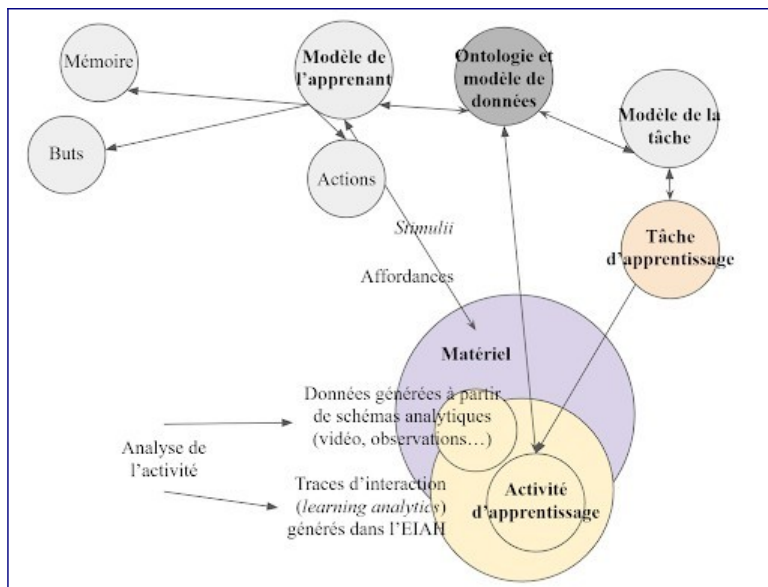 Mémoire
Modèle de
l’apprenant
Ontologie et
modèle de
données
Modèle de la
tâche
Buts
Actions
Stimulii
Affordances
Tâche
d’apprentissage
Matériel
Données générées à partir
de schémas analytiques
(vidéo, observations…)
Analyse de
l’activité
Traces d’interaction
(learning analytics)
générés dans l’EIAH
Activité
d’apprentissage